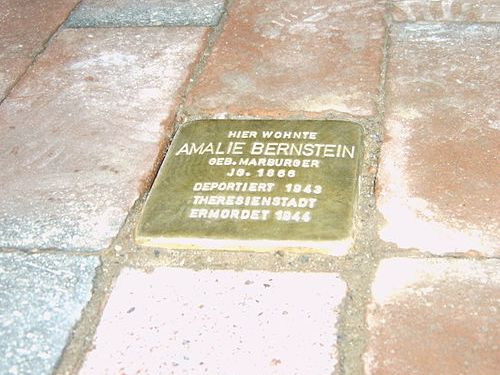 HIER WOHNTE
AMALIE BERNSTEIN
GEB. MARBURGER
JG. 1866
DEPORTIERT 1943
THERESIENSTADT
ERMORDET 1944